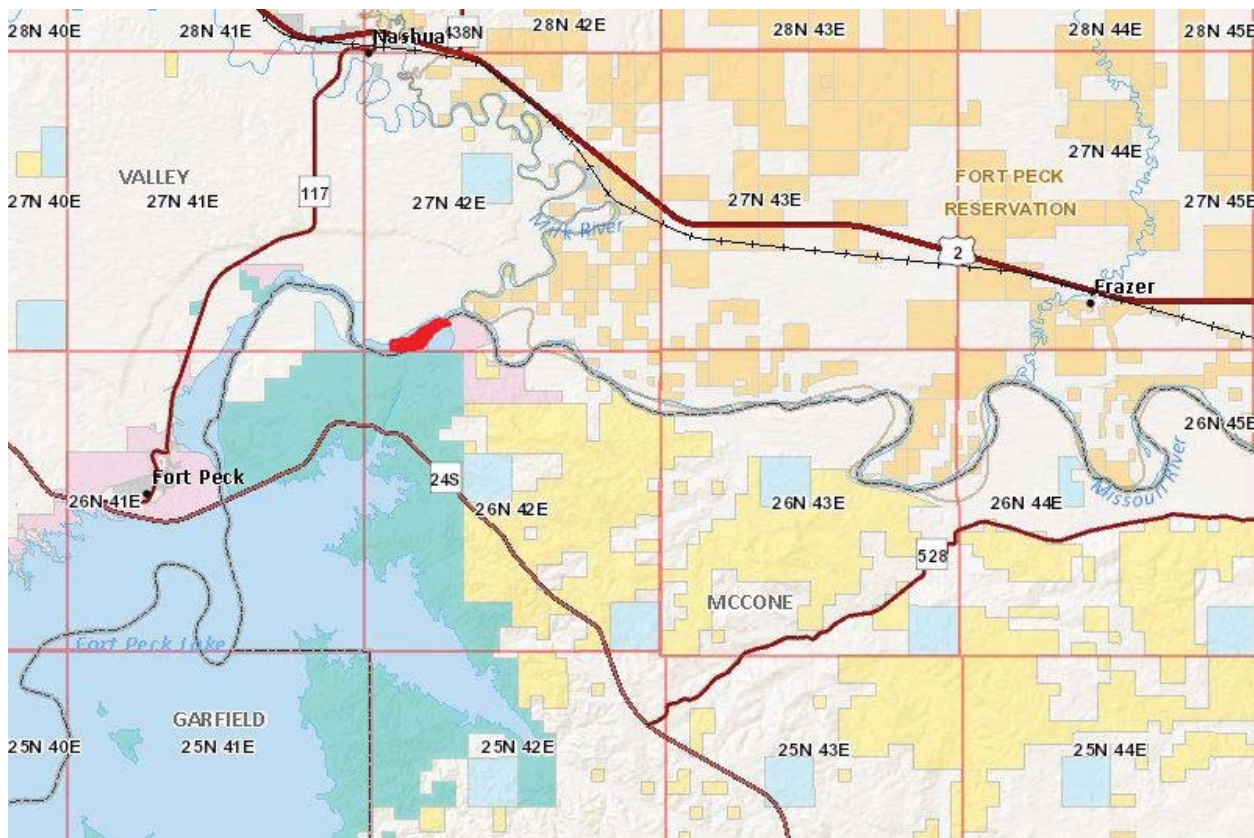 28N 40E
28N 41E
438N
28N 42E
28N 43E
28N 44E
28N 45E
Nashua
27N 44E
VALLEY
FORT PECK
RESERVATION
117
27N 40E
27N 41E
27N 42E
27N 43E
27N 45E
Milk River
2
Frazer
26N 45E
Fort Peck
24S
Missouri River
26N 41E
26N 42E
26N 43E
26N 44E
528
MCCONE
Fort Peck Lake
GARFIELD
25N 40E
25N 41E
25N 42E
25N 43E
25N 44E